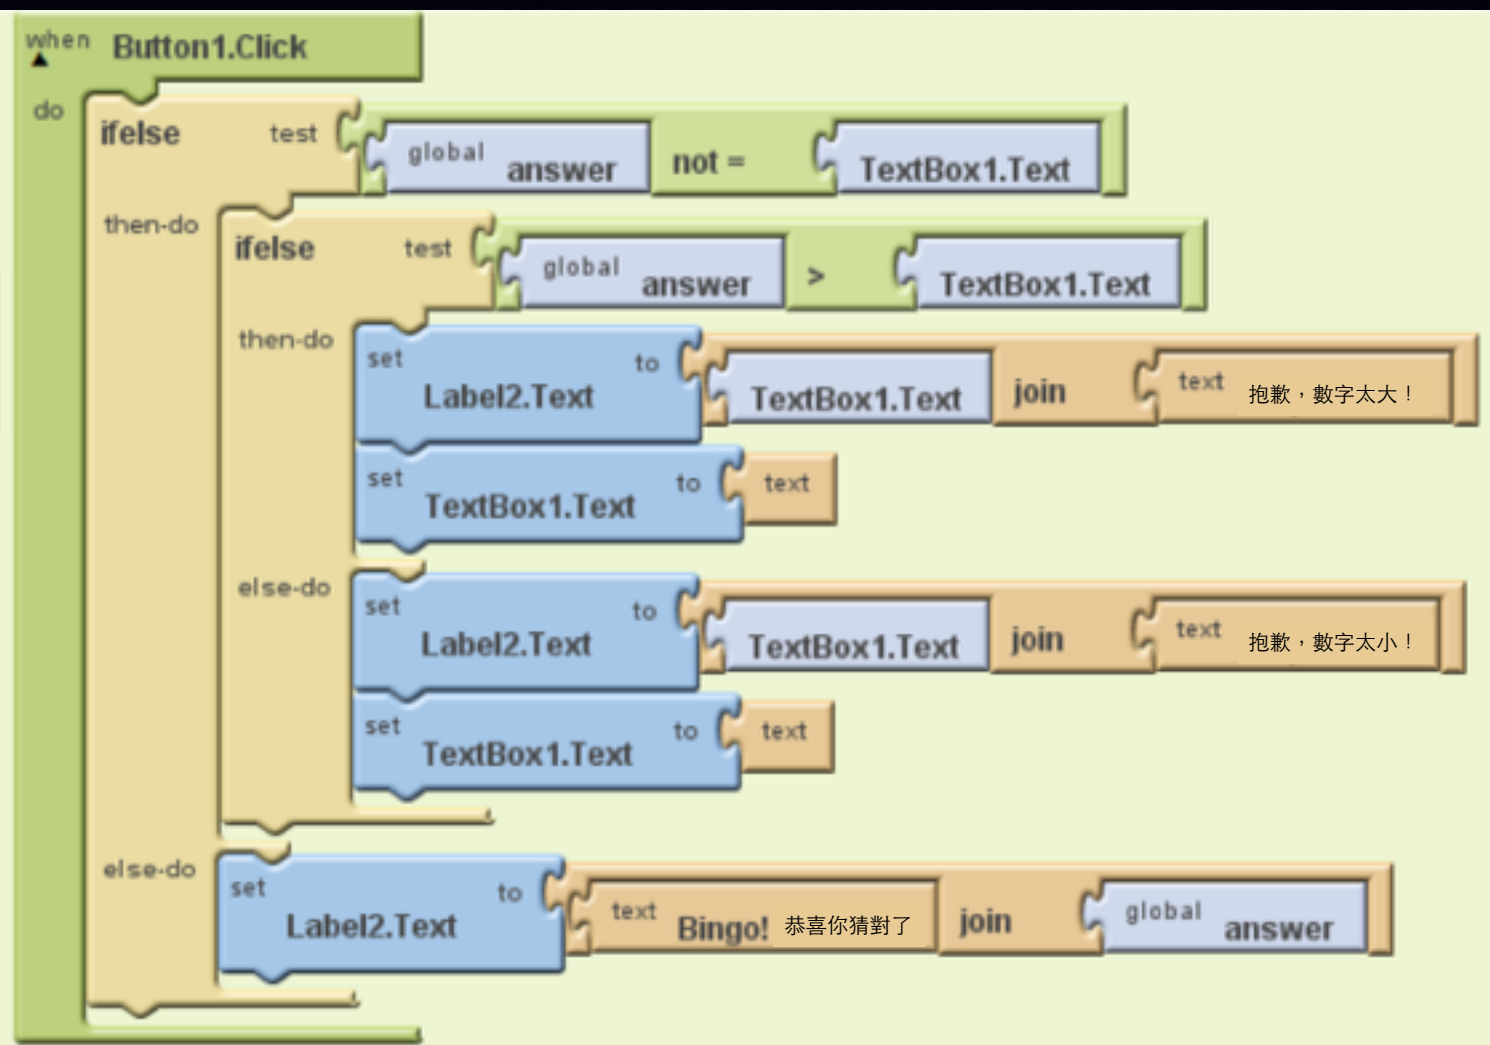 when Button1.Click
do
ifelse test global answer not = TextBox1.Text
then-do
ifelse test global answer > TextBox1.Text
then-do
set Label2.Text to TextBox1.Text join text 抱歉，數字太大！
set TextBox1.Text to text
else-do
set Label2.Text to TextBox1.Text join text 抱歉，數字太小！
set TextBox1.Text to text
else-do
set Label2.Text to text Bingo! 恭喜你猜對了 join global answer